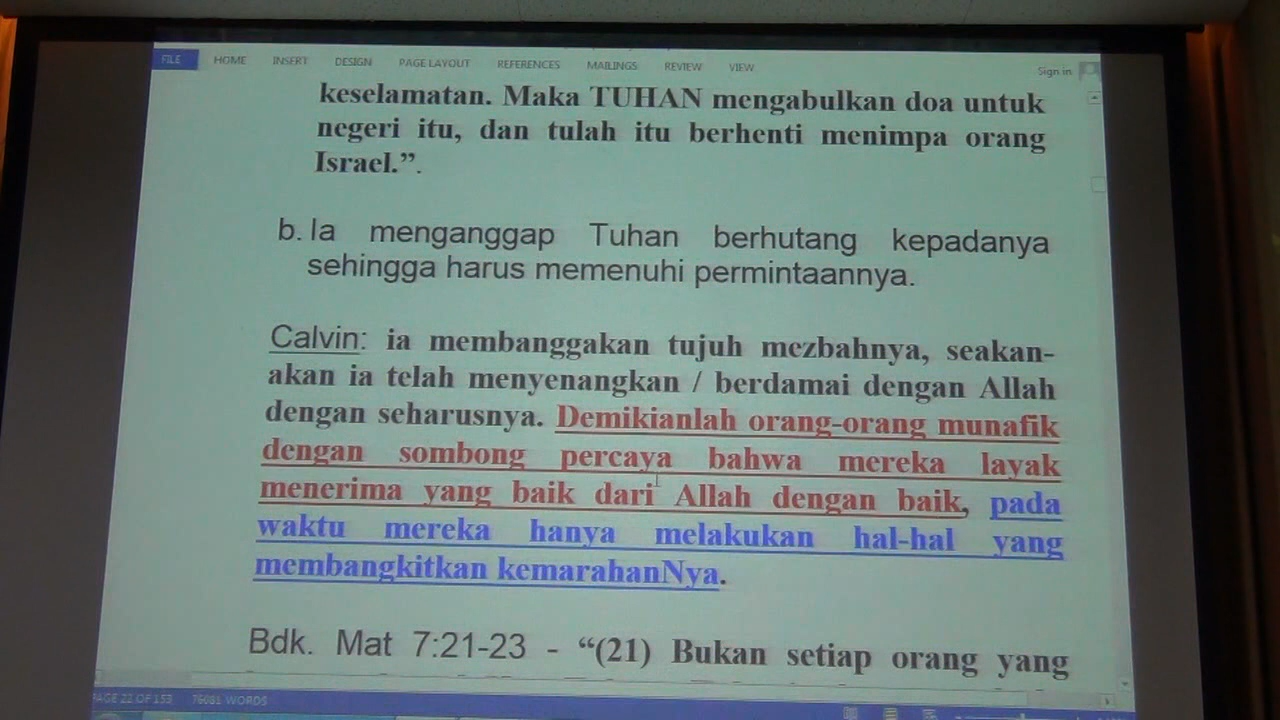 FILE HOME INSERT DESIGN PAGE LAYOUT REFERENCES MAILINGS REVIEW VIEW Sign in
keselamatan. Maka TUHAN mengabulkan doa untuk
negeri itu, dan tulah itu berhenti menimpa orang
Israel.”.
b. Ia menganggap Tuhan berhutang kepadanya
sehingga harus memenuhi permintaannya.
Calvin: ia membanggakan tujuh mezbahnya, seakan-
akan ia telah menyenangkan / berdamai dengan Allah
dengan seharusnya. Demikianlah orang-orang munafik
dengan sombong percaya bahwa mereka layak
menerima yang baik dari Allah dengan baik, pada
waktu mereka hanya melakukan hal-hal yang
membangkitkan kemarahanNya.
Bdk. Mat 7:21-23 - “(21) Bukan setiap orang yang
PAGE 22 OF 153 76081 WORDS